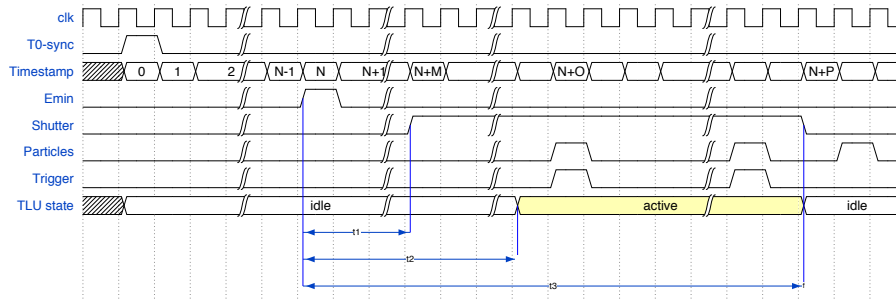 clk
T0-sync
Timestamp 0 1 2 N-1 N N+1 N+M N+O N+P
Emin
Shutter
Particles
Trigger
TLU state idle active idle
t1
t2
t3